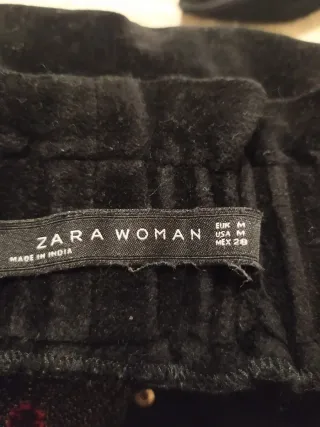 ZARA WOMAN
MADE IN INDIA
EUR M
USA M
MEX 28